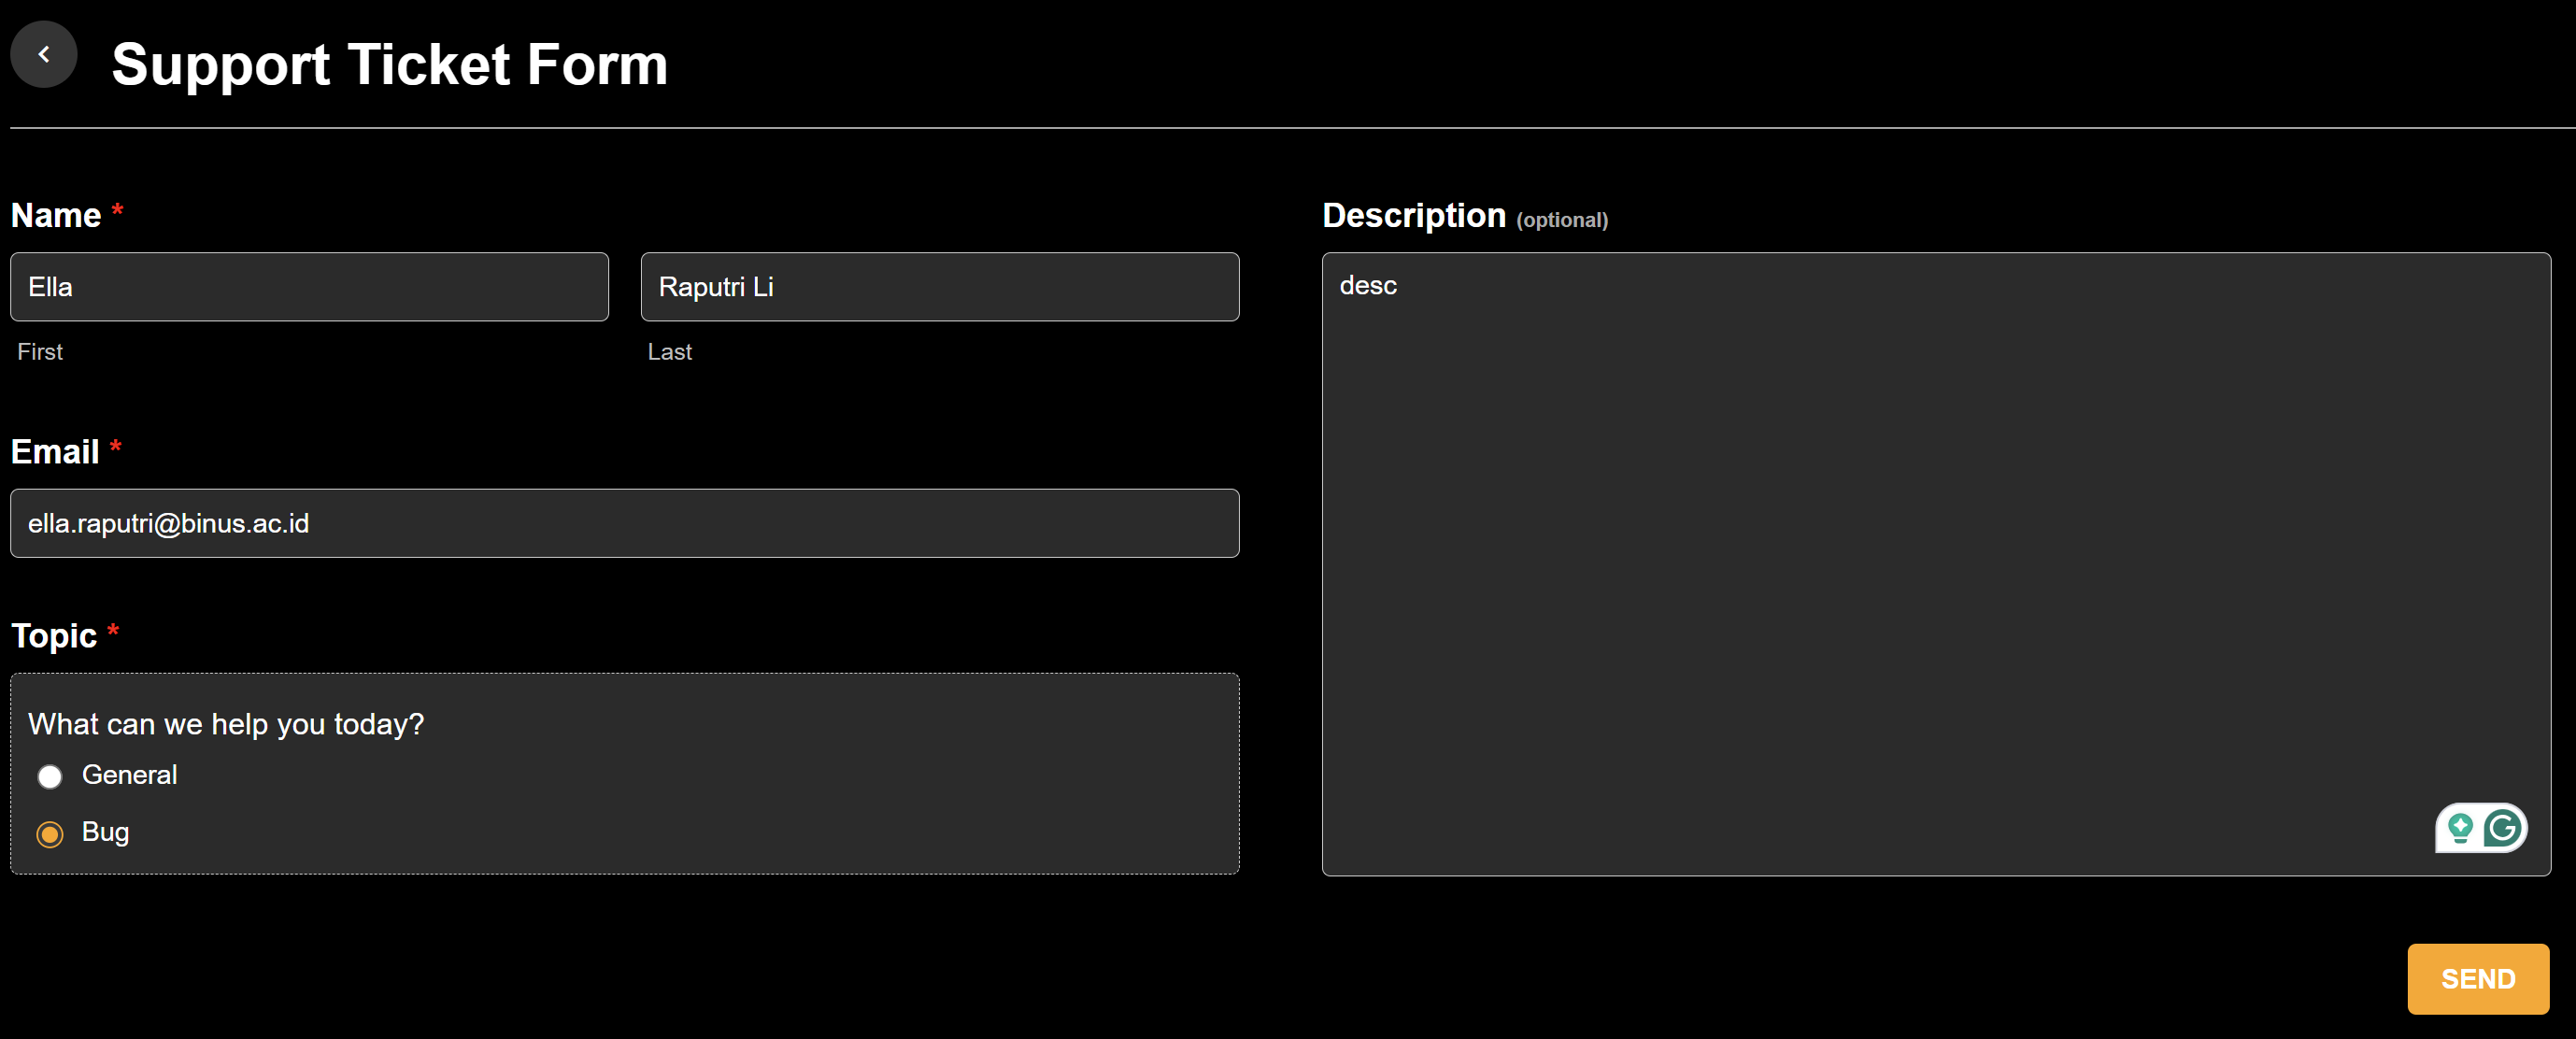 Support Ticket Form
Name *
Ella
Raputri Li
First
Last
Email *
ella.raputri@binus.ac.id
Topic *
What can we help you today?
General
Bug
Description (optional)
desc
SEND